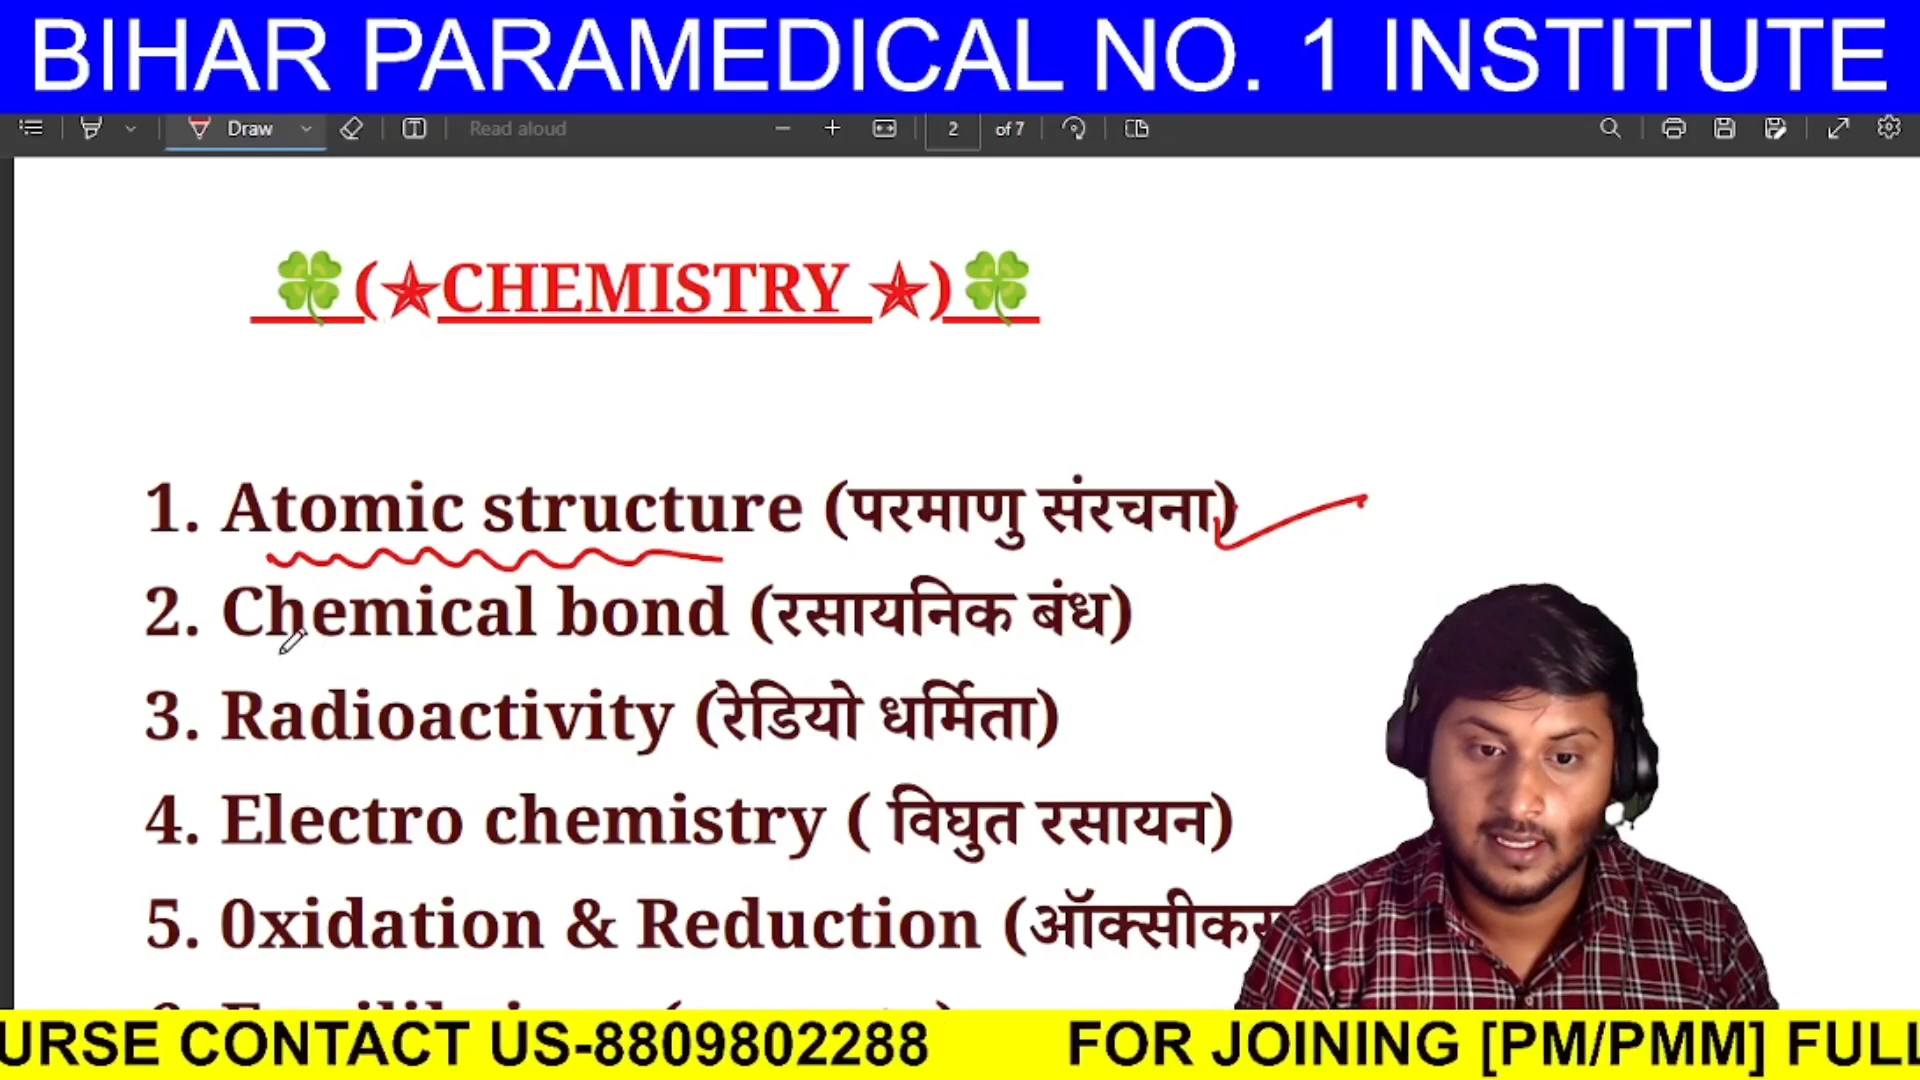 BIHAR PARAMEDICAL NO. 1 INSTITUTE
Draw Read aloud 2 of 7
(★CHEMISTRY ★)
1. Atomic structure (परमाणु संरचना)
2. Chemical bond (रसायनिक बंध)
3. Radioactivity (रेडियो धर्मिता)
4. Electro chemistry ( विघुत रसायन)
5. 0xidation & Reduction (ऑक्सीकर
URSE CONTACT US-8809802288 FOR JOINING [PM/PMM] FULL